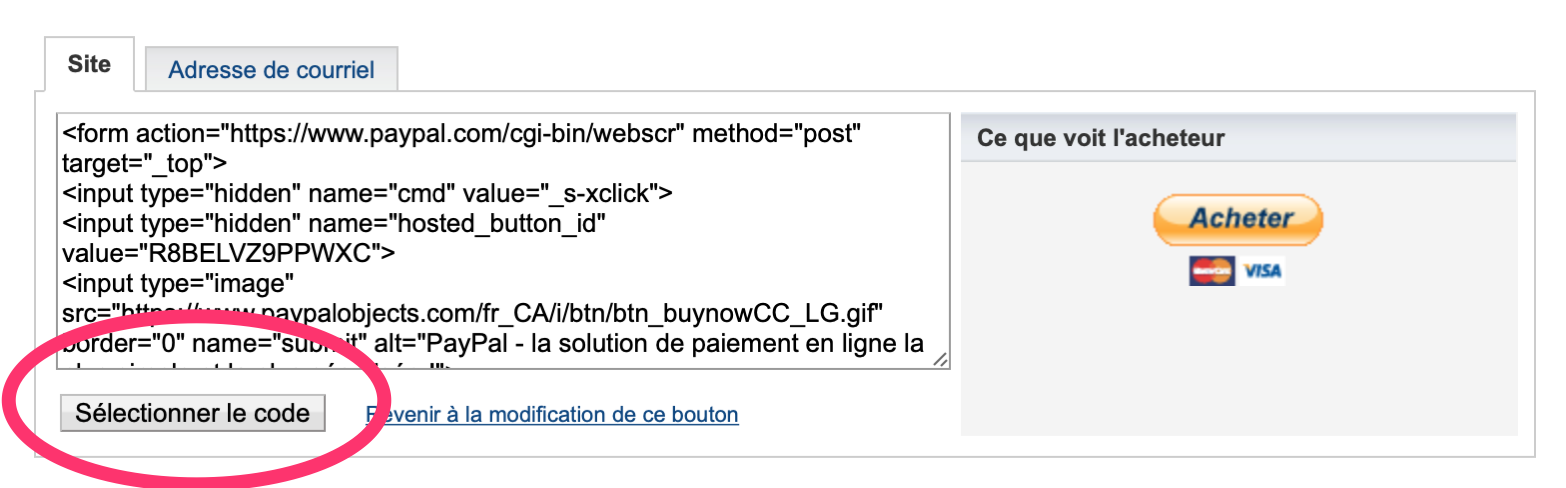 Site
Adresse de courriel
<form action="https://www.paypal.com/cgi-bin/webscr" method="post"
target="_top">
<input type="hidden" name="cmd" value="_s-xclick">
<input type="hidden" name="hosted_button_id"
value="R8BELVZ9PPWXC">
<input type="image"
src="https://www.paypalobjects.com/fr_CA/i/btn/btn_buynowCC_LG.gif"
border="0" name="submit" alt="PayPal - la solution de paiement en ligne la
Sélectionner le code
Revenir à la modification de ce bouton
Ce que voit l'acheteur
Acheter
VISA